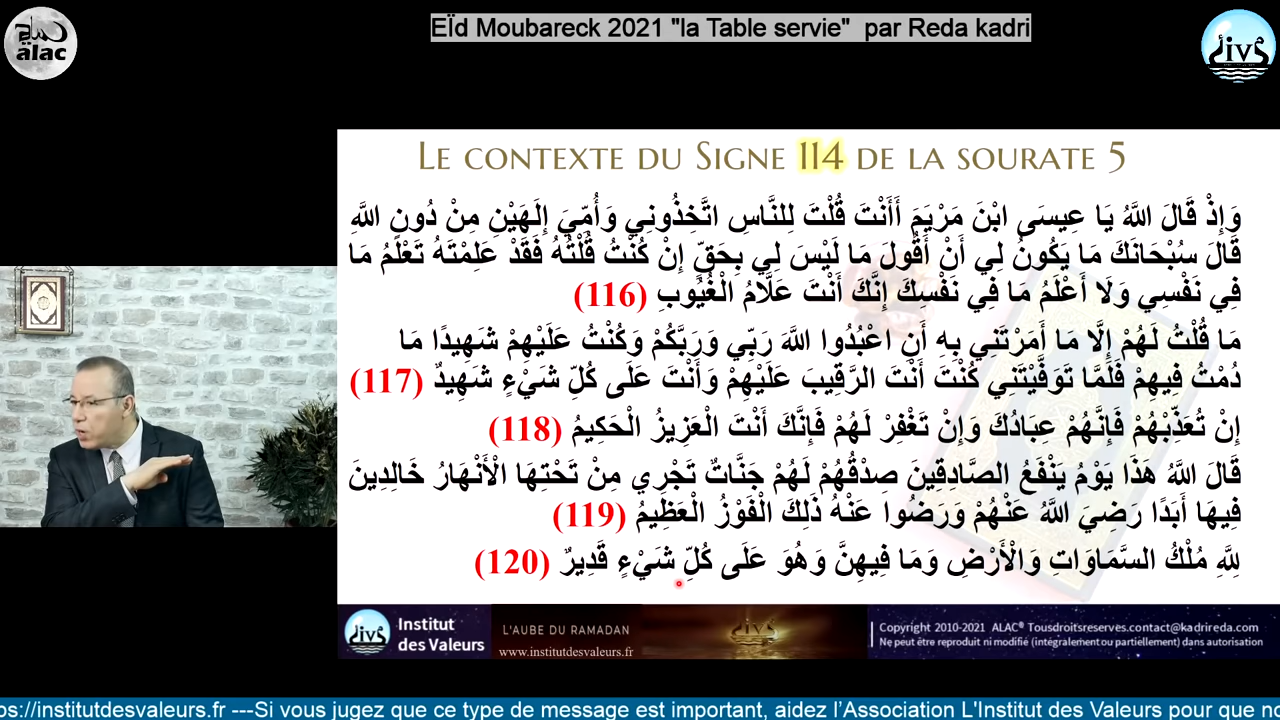 EÏd Moubareck 2021 "la Table servie" par Reda kadri
alac
ivs
LE CONTEXTE DU SIGNE 114 DE LA SOURATE 5
وَإِذْ قَالَ اللَّهُ يَا عِيسَى ابْنَ مَرْيَمَ أَأَنْتَ قُلْتَ لِلنَّاسِ اتَّخِذُونِي وَأُمِّيَ إِلَهَيْنِ مِنْ دُونِ اللَّهِ
قَالَ سُبْحَانَكَ مَا يَكُونُ لِي أَنْ أَقُولَ مَا لَيْسَ لِي بِحَقٍّ إِنْ كُنْتُ قُلْتُهُ فَقَدْ عَلِمْتَهُ تَعْلَمُ مَا
فِي نَفْسِي وَلَا أَعْلَمُ مَا فِي نَفْسِكَ إِنَّكَ أَنْتَ عَلَّامُ الْغُيُوبِ (116)
مَا قُلْتُ لَهُمْ إِلَّا مَا أَمَرْتَنِي بِهِ أَنِ اعْبُدُوا اللَّهَ رَبِّي وَرَبَّكُمْ وَكُنْتُ عَلَيْهِمْ شَهِيدًا مَا
دُمْتُ فِيهِمْ فَلَمَّا تَوَفَّيْتَنِي كُنْتَ أَنْتَ الرَّقِيبَ عَلَيْهِمْ وَأَنْتَ عَلَى كُلِّ شَيْءٍ شَهِيدٌ (117)
إِنْ تُعَذِّبْهُمْ فَإِنَّهُمْ عِبَادُكَ وَإِنْ تَغْفِرْ لَهُمْ فَإِنَّكَ أَنْتَ الْعَزِيزُ الْحَكِيمُ (118)
قَالَ اللَّهُ هَذَا يَوْمُ يَنْفَعُ الصَّادِقِينَ صِدْقُهُمْ لَهُمْ جَنَّاتٌ تَجْرِي مِنْ تَحْتِهَا الْأَنْهَارُ خَالِدِينَ
فِيهَا أَبَدًا رَضِيَ اللَّهُ عَنْهُمْ وَرَضُوا عَنْهُ ذَلِكَ الْفَوْزُ الْعَظِيمُ (119)
لِلَّهِ مُلْكُ السَّمَاوَاتِ وَالْأَرْضِ وَمَا فِيهِنَّ وَهُوَ عَلَى كُلِّ شَيْءٍ قَدِيرٌ (120)
ivs
Institut
des Valeurs
L'AUBE DU RAMADAN
www.institutdesvaleurs.fr
ivs
Copyright 2010-2021 ALAC® Tousdroitsreserves.contact@kadrireda.com
Ne peut être reproduit ni modifié (intégralement ou partiellement) dans autorisation
ps://institutdesvaleurs.fr ---Si vous jugez que ce type de message est important, aidez l'Association L'Institut des Valeurs pour que no